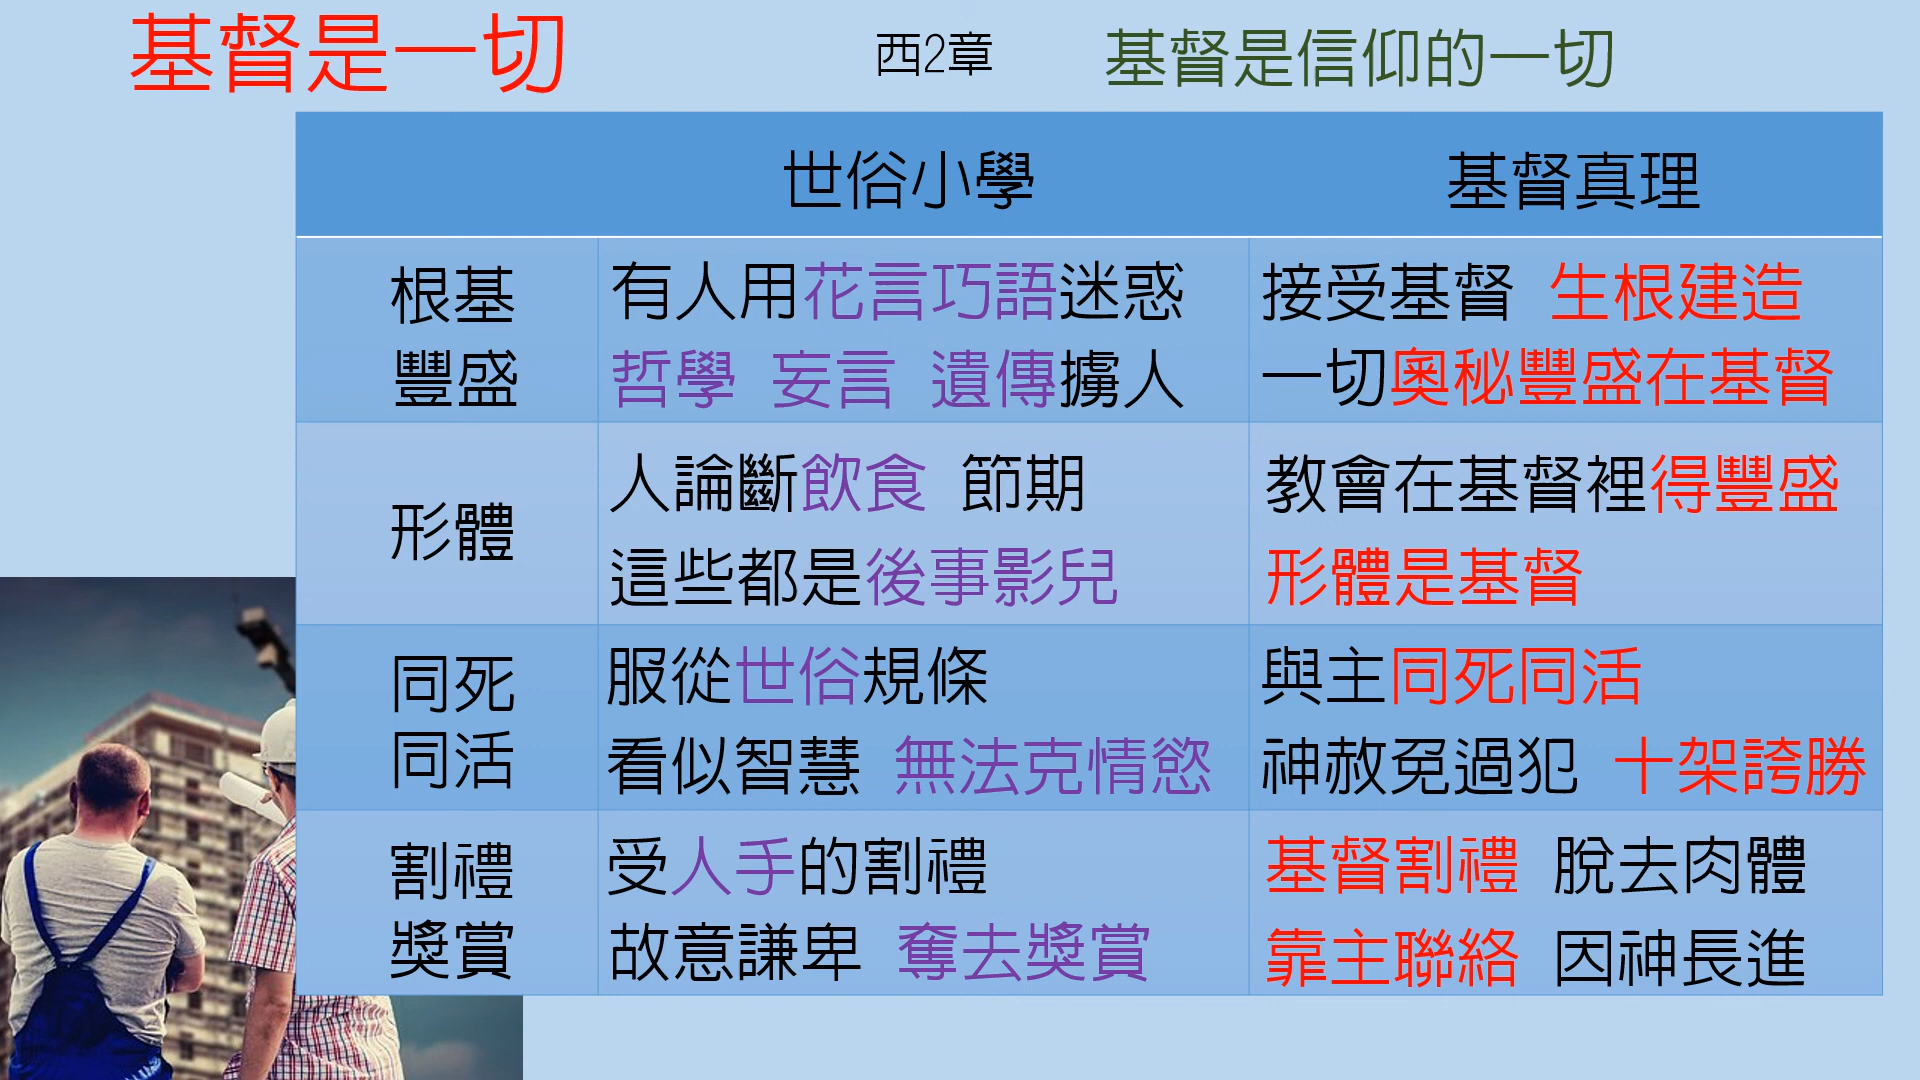 基督是一切 西2章 基督是信仰的一切
世俗小學 基督真理
根基
豐盛
有人用花言巧語迷惑
哲學 妄言 遺傳擄人
接受基督 生根建造
一切奧秘豐盛在基督
形體
人論斷飲食 節期
這些都是後事影兒
教會在基督裡得豐盛
形體是基督
同死
同活
服從世俗規條
看似智慧 無法克情慾
與主同死同活
神赦免過犯 十架誇勝
割禮
獎賞
受人手的割禮
故意謙卑 奪去獎賞
基督割禮 脫去肉體
靠主聯絡 因神長進